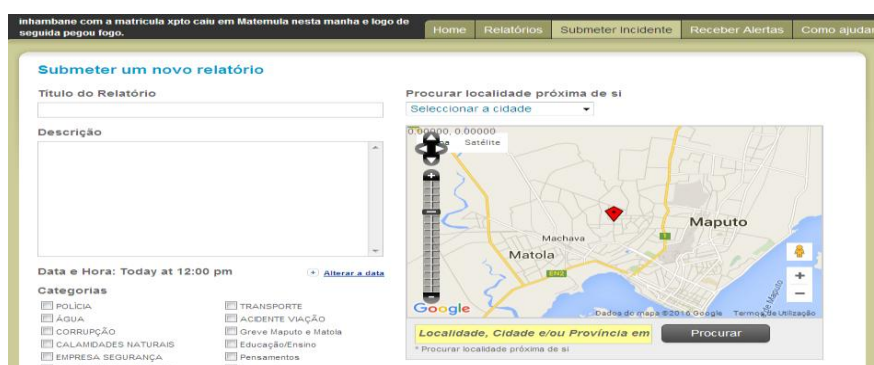 inhambane com a matricula xpto caiu em Matemula nesta manha e logo de
seguida pegou fogo.
Home Relatórios Submeter Incidente Receber Alertas Como ajudar
Submeter um novo relatório
Título do Relatório
Descrição
Data e Hora: Today at 12:00 pm
Alterar a data
Categorias
POLÍCIA
ÁGUA
CORRUPÇÃO
CALAMIDADES NATURAIS
EMPRESA SEGURANÇA
TRANSPORTE
ACIDENTE VIAÇÃO
Greve Maputo e Matola
Educação/Ensino
Pensamentos
Procurar localidade próxima de si
Seleccionar a cidade
0.00000, 0.00000
Satélite
Maputo
Machava
Matola
EN2
Google
Dados do mapa ©2016 Google Termos de Utilização
Localidade, Cidade e/ou Província em
Procurar
* Procurar localidade próxima de si